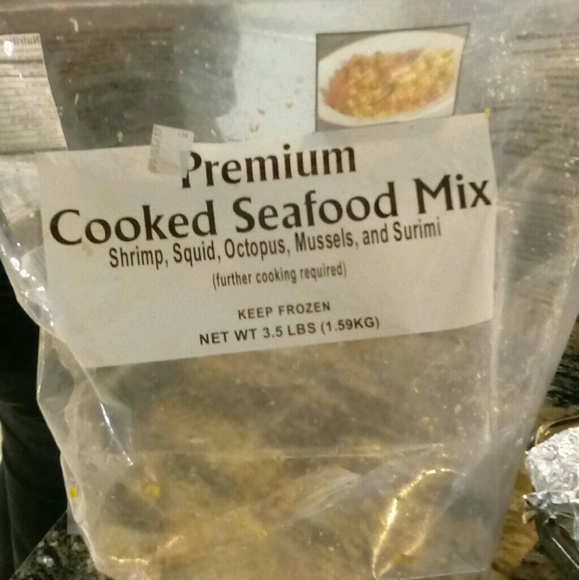 Premium
Cooked Seafood Mix
Shrimp, Squid, Octopus, Mussels, and Surimi
(further cooking required)
KEEP FROZEN
NET WT 3.5 LBS (1.59KG)